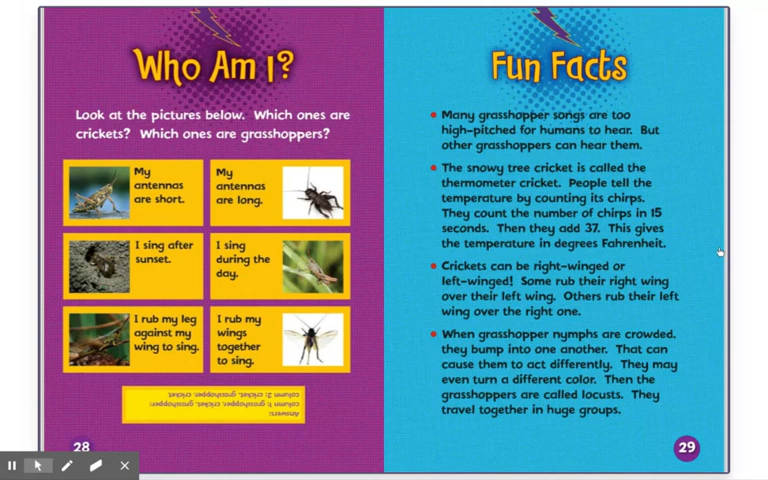 Who Am I?
Look at the pictures below. Which ones are
crickets? Which ones are grasshoppers?
My
antennas
are short.
My
antennas
are long.
I sing after
sunset.
I sing
during the
day.
I rub my leg
against my
wing to sing.
I rub my
wings
together
to sing.
Answers:
column 1: grasshopper, cricket, grasshopper;
column 2: cricket, grasshopper, cricket
28
Fun Facts
• Many grasshopper songs are too
high-pitched for humans to hear. But
other grasshoppers can hear them.
• The snowy tree cricket is called the
thermometer cricket. People tell the
temperature by counting its chirps.
They count the number of chirps in 15
seconds. Then they add 37. This gives
the temperature in degrees Fahrenheit.
• Crickets can be right-winged or
left-winged! Some rub their right wing
over their left wing. Others rub their left
wing over the right one.
• When grasshopper nymphs are crowded,
they bump into one another. That can
cause them to act differently. They may
even turn a different color. Then the
grasshoppers are called locusts. They
travel together in huge groups.
29